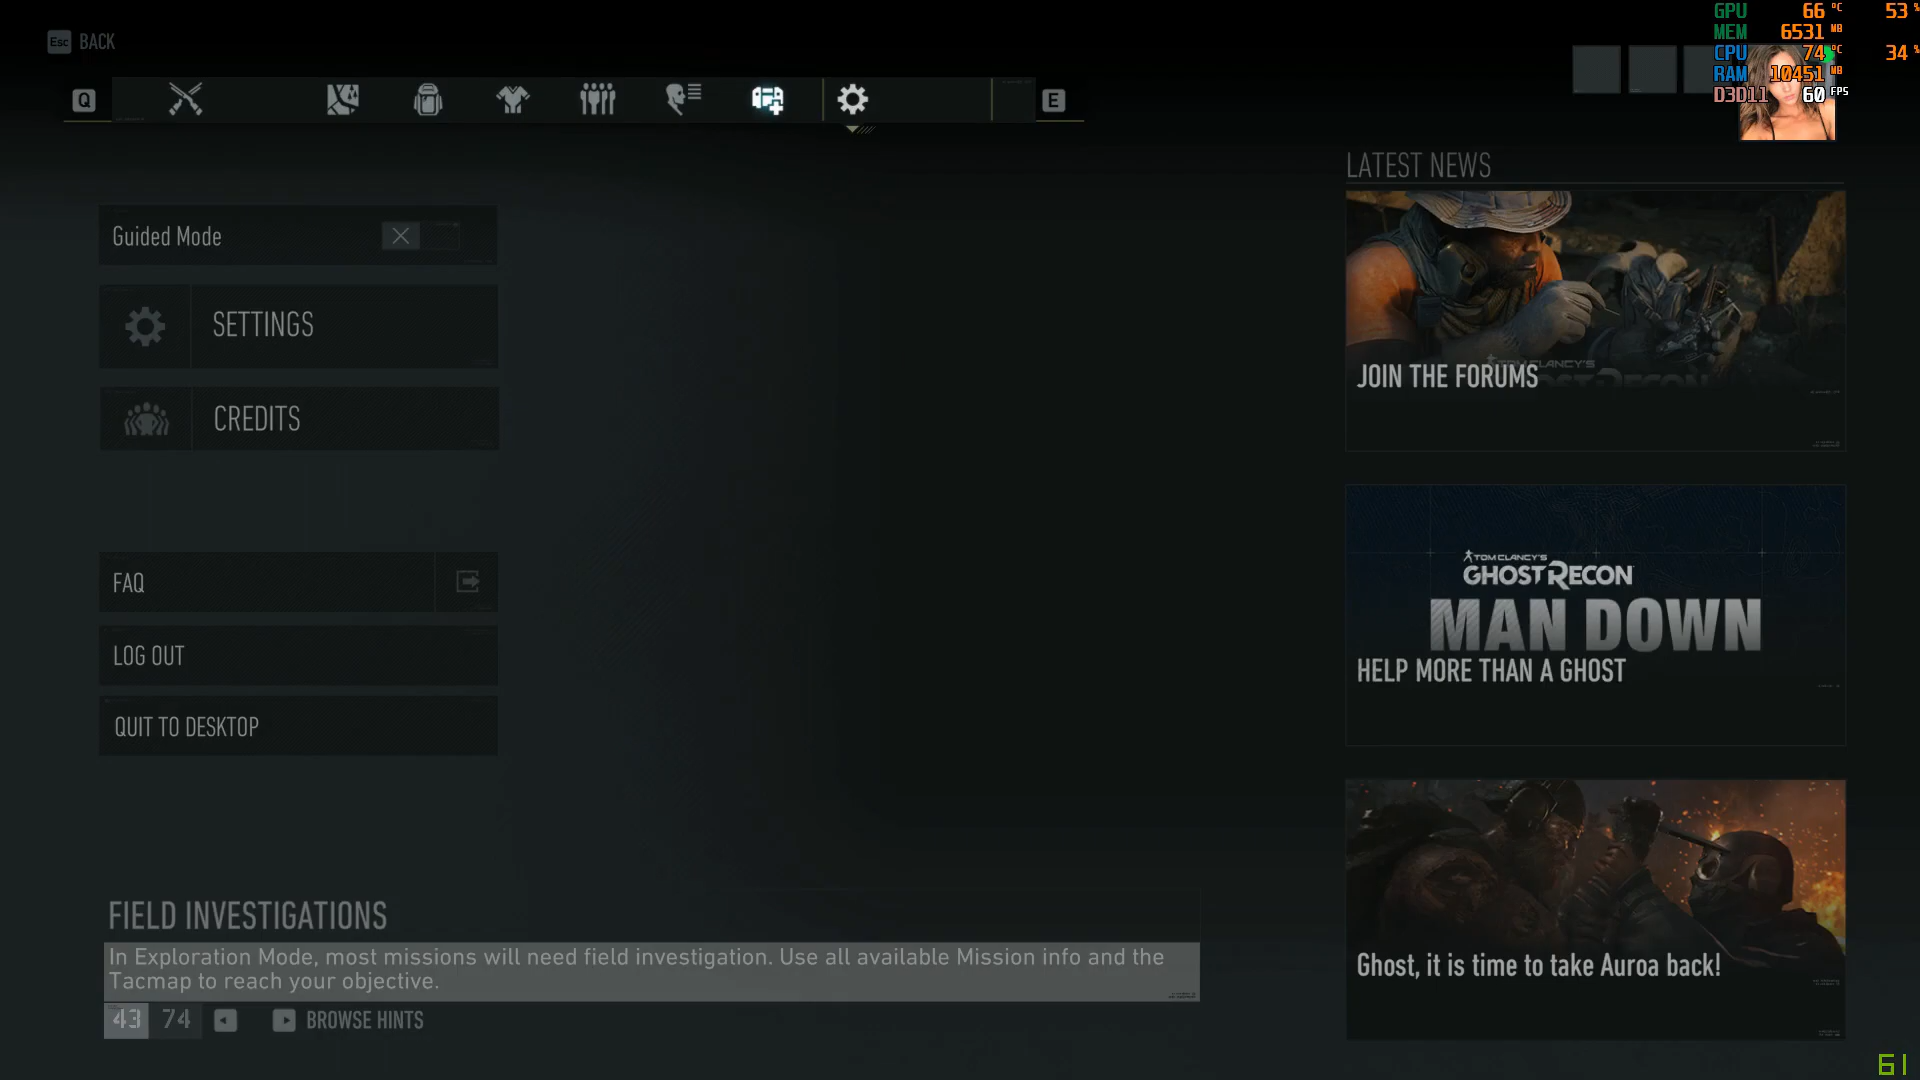 Esc BACK
Q
E
GPU 66 °C 53 %
MEM 6531 MB
CPU 74 °C 34 %
RAM 10451 MB
D3D11 60 FPS
LATEST NEWS
Guided Mode
SETTINGS
CREDITS
JOIN THE FORUMS
TOM CLANCY'S
GHOST RECON
MAN DOWN
HELP MORE THAN A GHOST
FAQ
LOG OUT
QUIT TO DESKTOP
FIELD INVESTIGATIONS
In Exploration Mode, most missions will need field investigation. Use all available Mission info and the
Tacmap to reach your objective.
43 74 BROWSE HINTS
Ghost, it is time to take Auroa back!
61